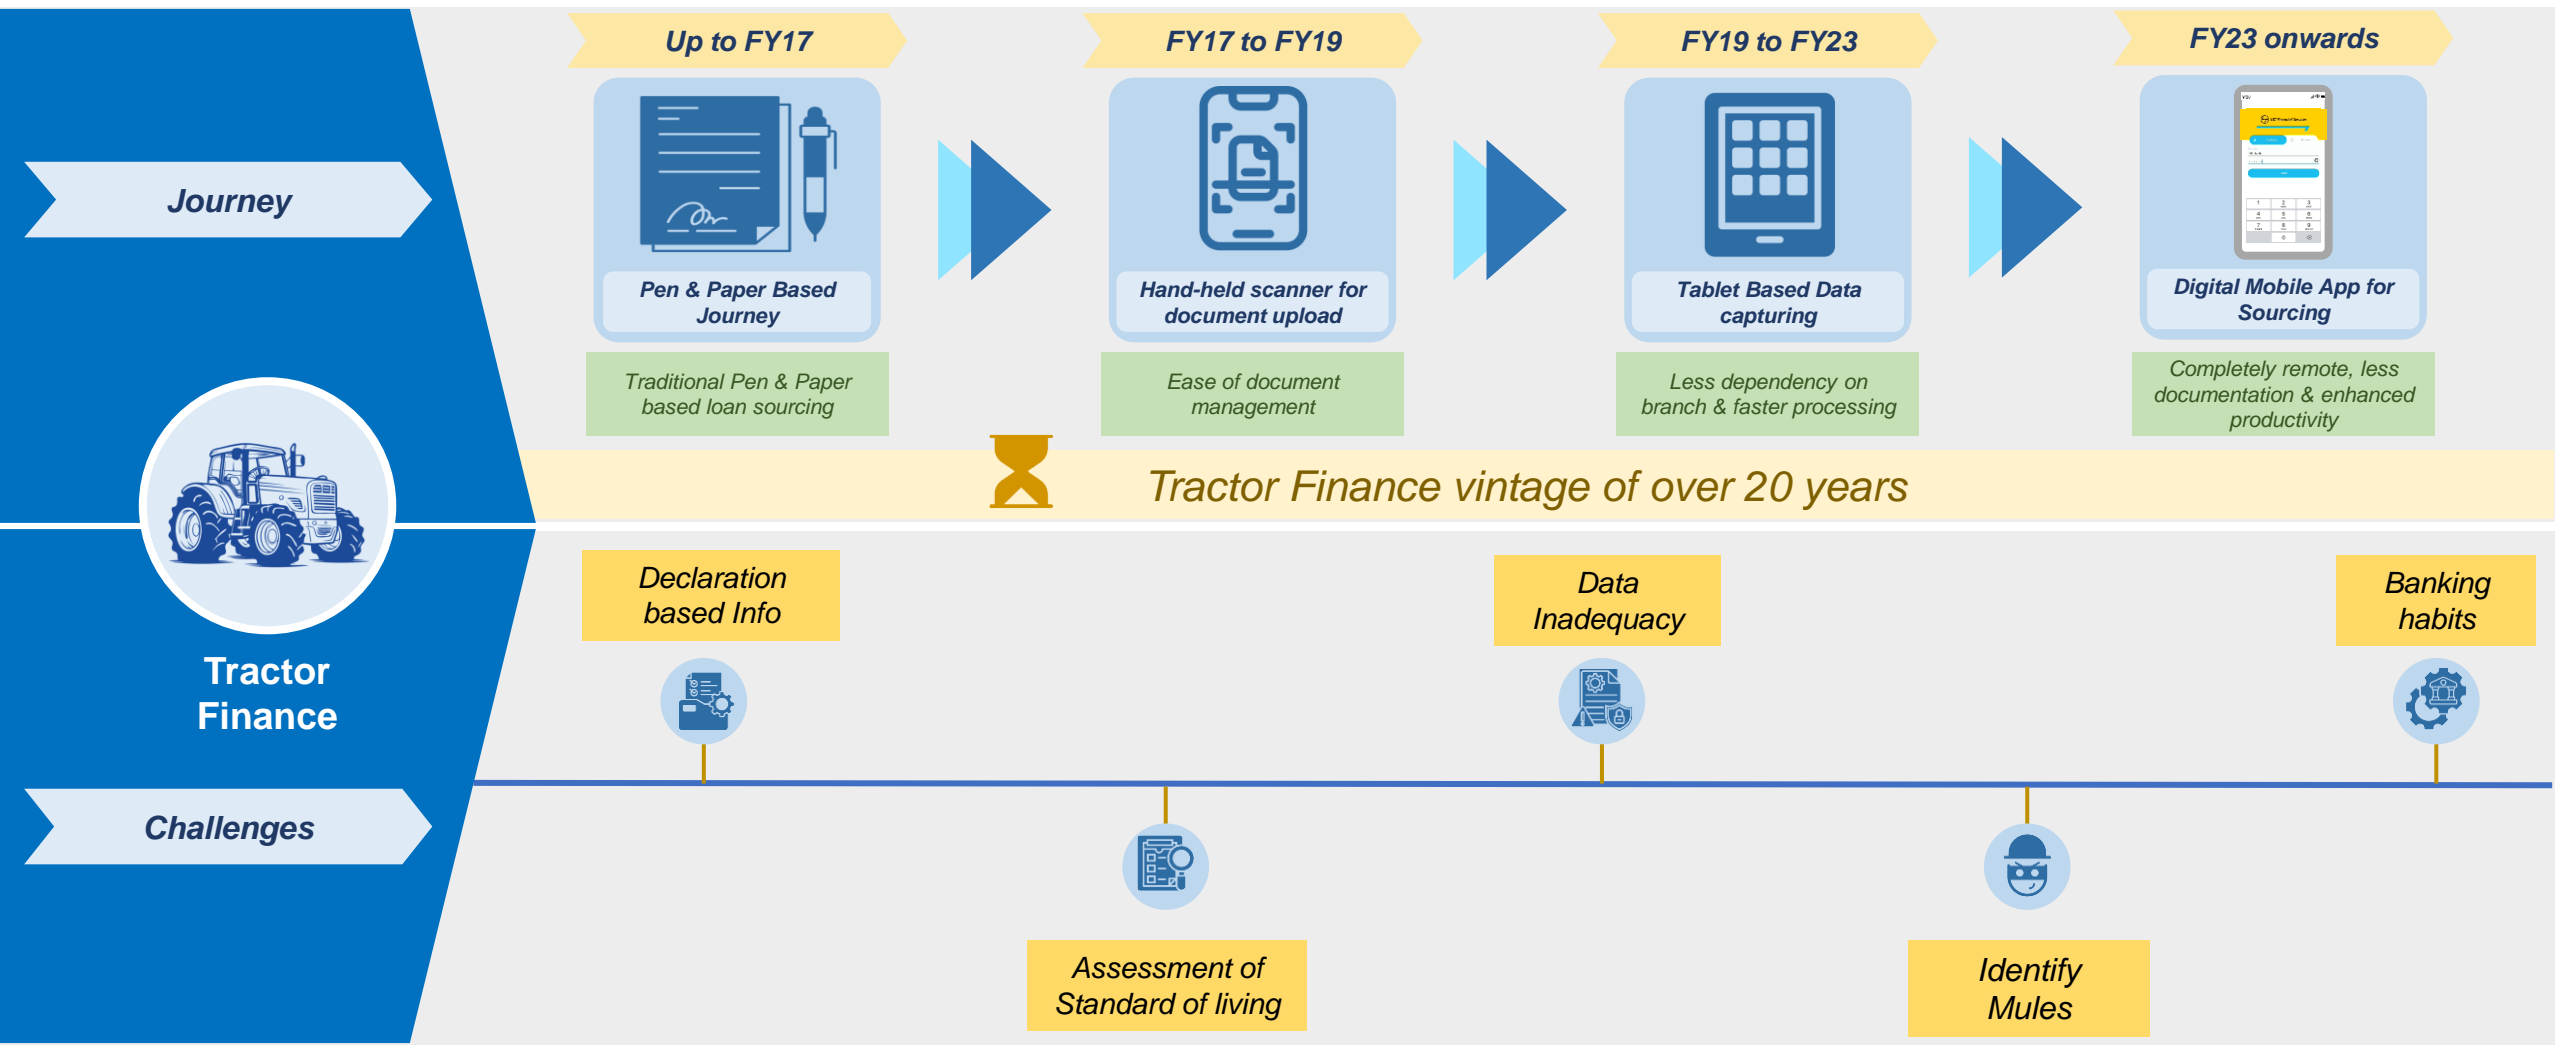 Up to FY17
FY17 to FY19
FY19 to FY23
FY23 onwards
Journey
Pen & Paper Based
Journey
Hand-held scanner for
document upload
Tablet Based Data
capturing
Digital Mobile App for
Sourcing
Traditional Pen & Paper
based loan sourcing
Ease of document
management
Less dependency on
branch & faster processing
Completely remote, less
documentation & enhanced
productivity
Tractor Finance vintage of over 20 years
Tractor
Finance
Challenges
Declaration
based Info
Data
Inadequacy
Banking
habits
Assessment of
Standard of living
Identify
Mules